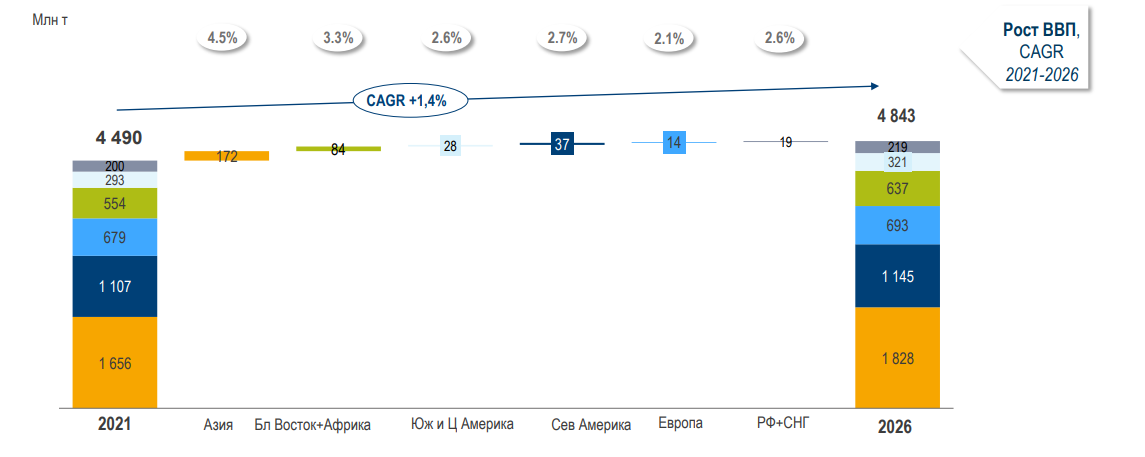 Млн т
4.5%
3.3%
2.6%
2.7%
2.1%
2.6%
Рост ВВП,
CAGR
2021-2026
CAGR +1,4%
4 490
4 843
200
293
554
679
1 107
1 656
172
84
28
37
14
19
219
321
637
693
1 145
1 828
2021
Азия
Бл Восток+Африка
Юж и Ц Америка
Сев Америка
Европа
РФ+СНГ
2026